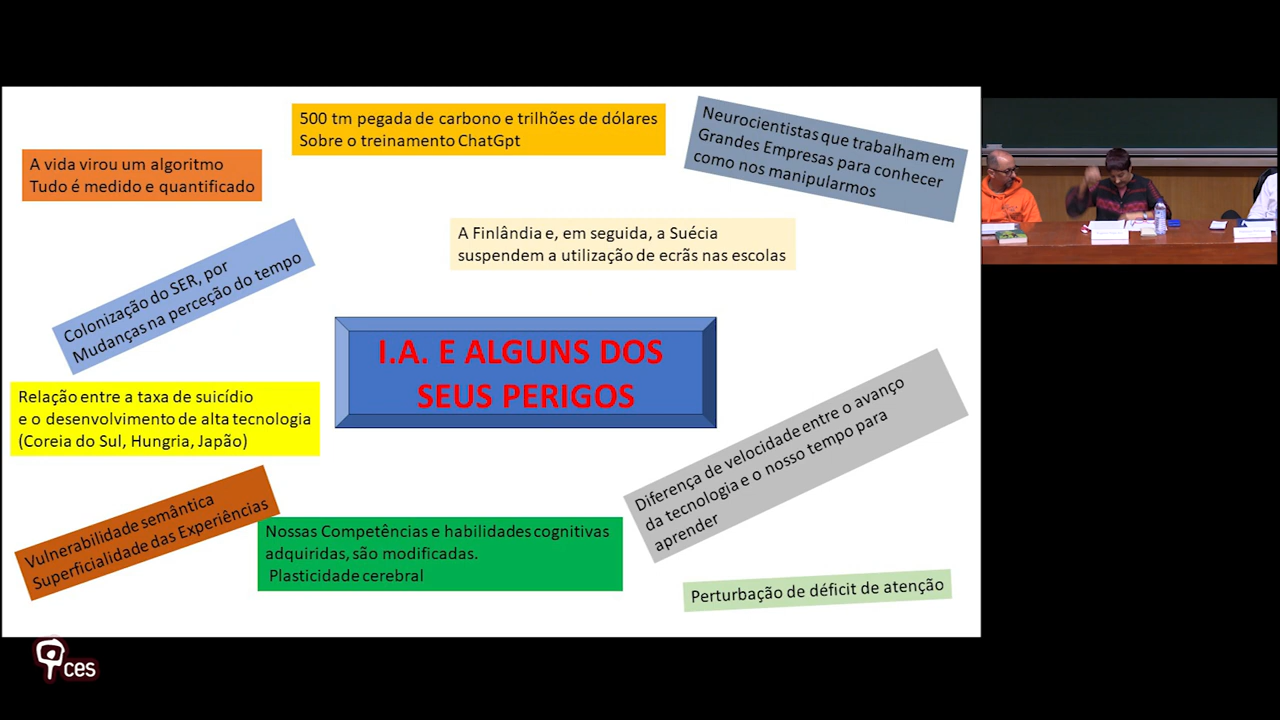 500 tm pegada de carbono e trilhões de dólares
Sobre o treinamento ChatGpt
Neurocientistas que trabalham em
Grandes Empresas para conhecer
como nos manipularmos
A vida virou um algoritmo
Tudo é medido e quantificado
A Finlândia e, em seguida, a Suécia
suspendem a utilização de ecrãs nas escolas
Colonização do SER, por
Mudanças na perceção do tempo
I.A. E ALGUNS DOS
SEUS PERIGOS
Relação entre a taxa de suicídio
e o desenvolvimento de alta tecnologia
(Coreia do Sul, Hungria, Japão)
Diferença de velocidade entre o avanço
da tecnologia e o nosso tempo para
aprender
Vulnerabilidade semântica
Superficialidade das Experiências
Nossas Competências e habilidades cognitivas
adquiridas, são modificadas.
Plasticidade cerebral
Perturbação de déficit de atenção
ces